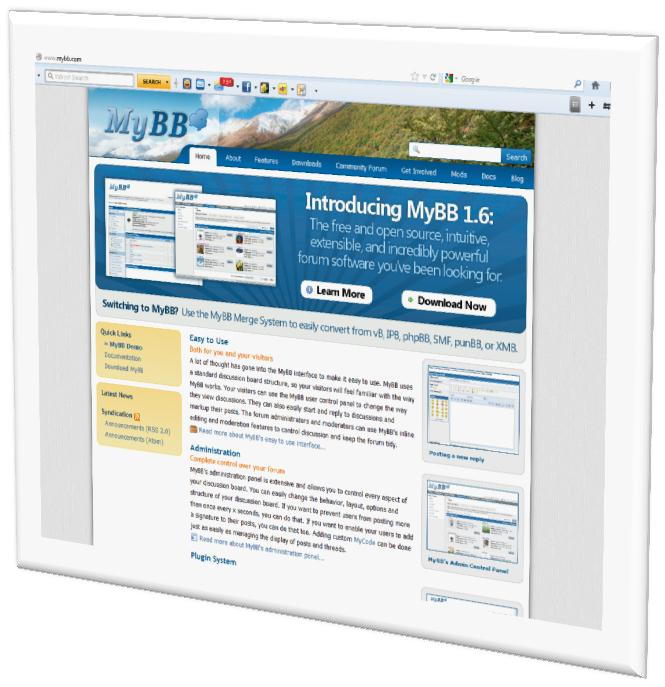 www.mybb.com
Yahoo! Search
SEARCH
Google
MyBB
Search
Home About Features Downloads Community Forum Get Involved Mods Docs Blog
Introducing MyBB 1.6:
The free and open source, intuitive,
extensible, and incredibly powerful
forum software you've been looking for.
Learn More
Download Now
Switching to MyBB? Use the MyBB Merge System to easily convert from vB, IPB, phpBB, SMF, punBB, or XMB.
Quick Links
MyBB Demo
Documentation
Download MyBB
Latest News
Syndication
Announcements (RSS 2.0)
Announcements (Atom)
Easy to Use
Both for you and your visitors
A lot of thought has gone into the MyBB interface to make it easy to use. MyBB uses
a standard discussion board structure, so your visitors will feel familiar with the way
MyBB works. Your visitors can use the MyBB user control panel to change the way
they view discussions. They can also easily start and reply to discussions and
markup their posts. The forum administrators and moderators can use MyBB's inline
editing and moderation features to control discussion and keep the forum tidy.
Read more about MyBB's easy to use interface...
Administration
Complete control over your forum
MyBB's administration panel is extensive and allows you to control every aspect of
your discussion board. You can easily change the behavior, layout, options and
structure of your discussion board. If you want to prevent users from posting more
than once every x seconds, you can do that. If you want to enable your users to add
a signature to their posts, you can do that too. Adding custom MyCode can be done
just as easily as managing the display of posts and threads.
Read more about MyBB's administration panel...
Plugin System
Posting a new reply
MyBB's Admin Control Panel